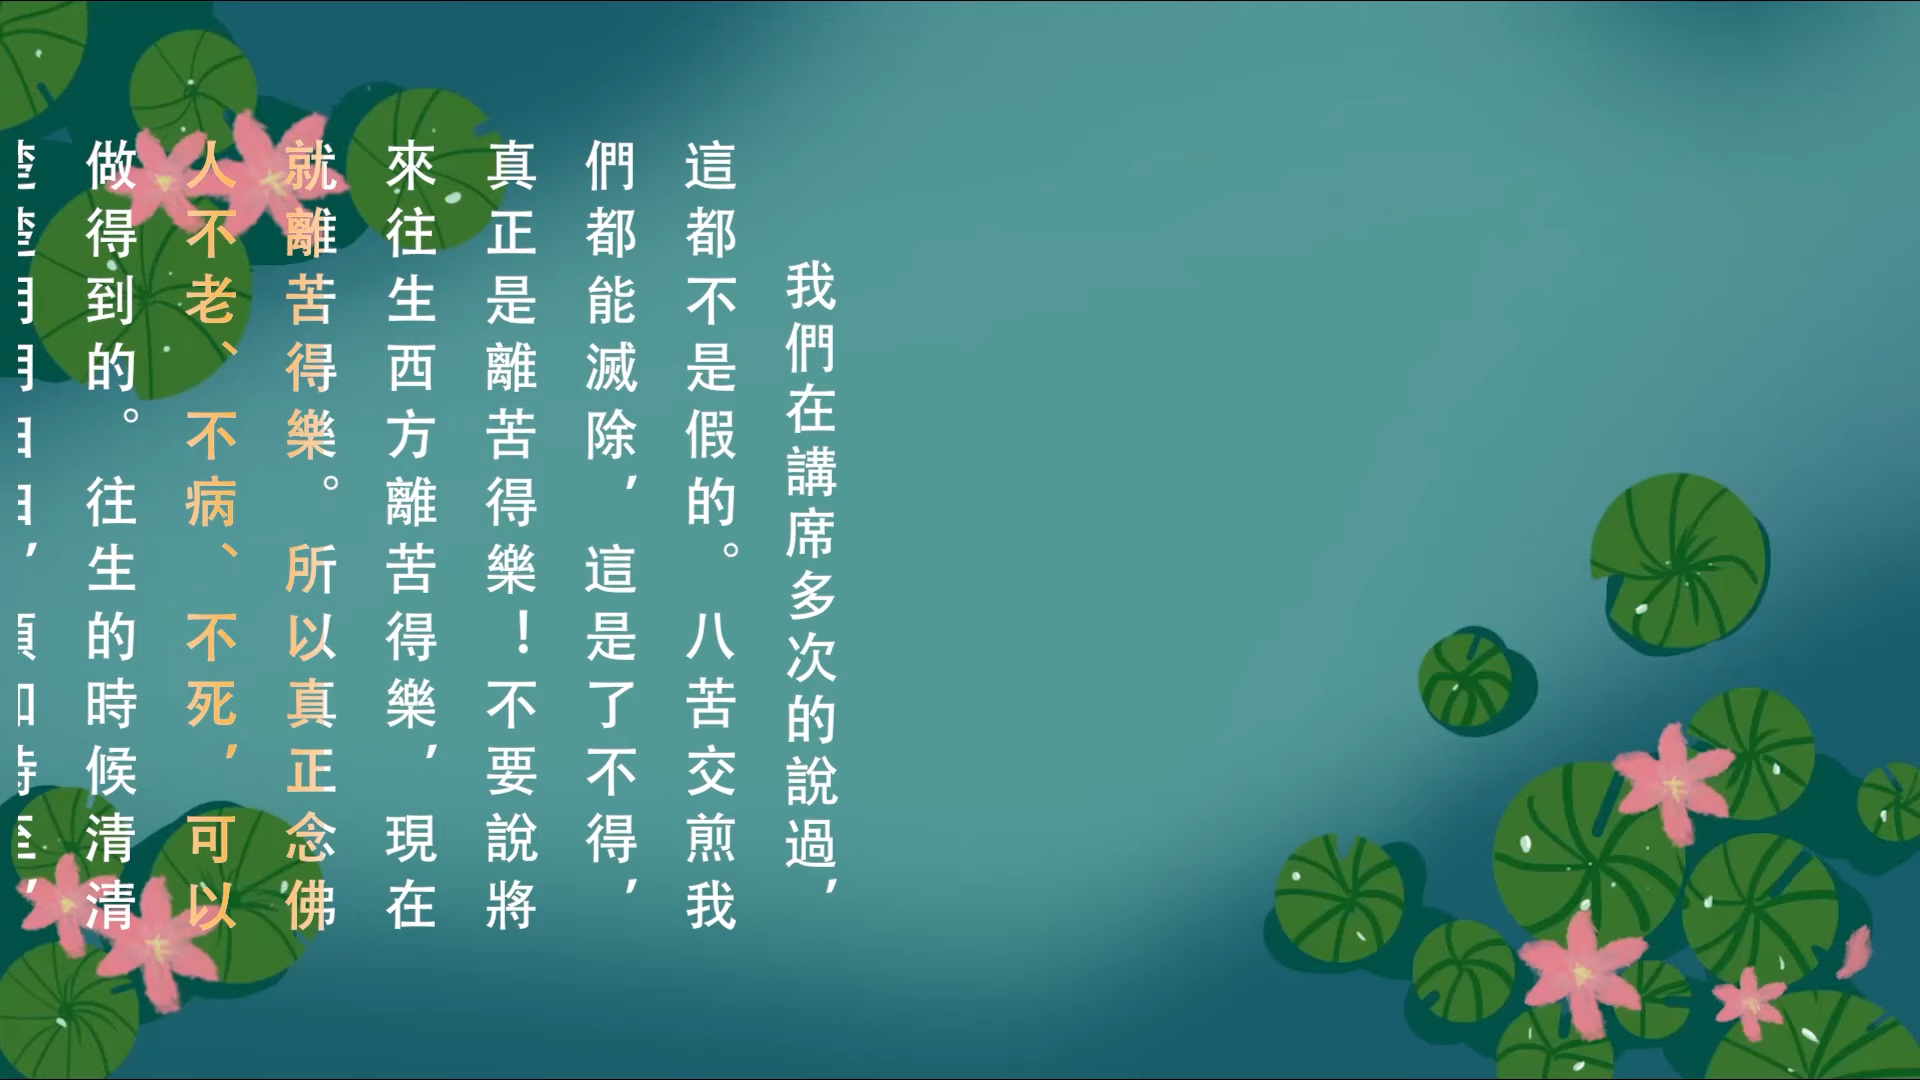 我們在講席多次的說過，
這都不是假的。八苦交煎我
們都能滅除，這是了不得，
真正是離苦得樂！不要說將
來往生西方離苦得樂，現在
就離苦得樂。所以真正念佛
人不老、不病、不死，可以
做得到的。往生的時候清清